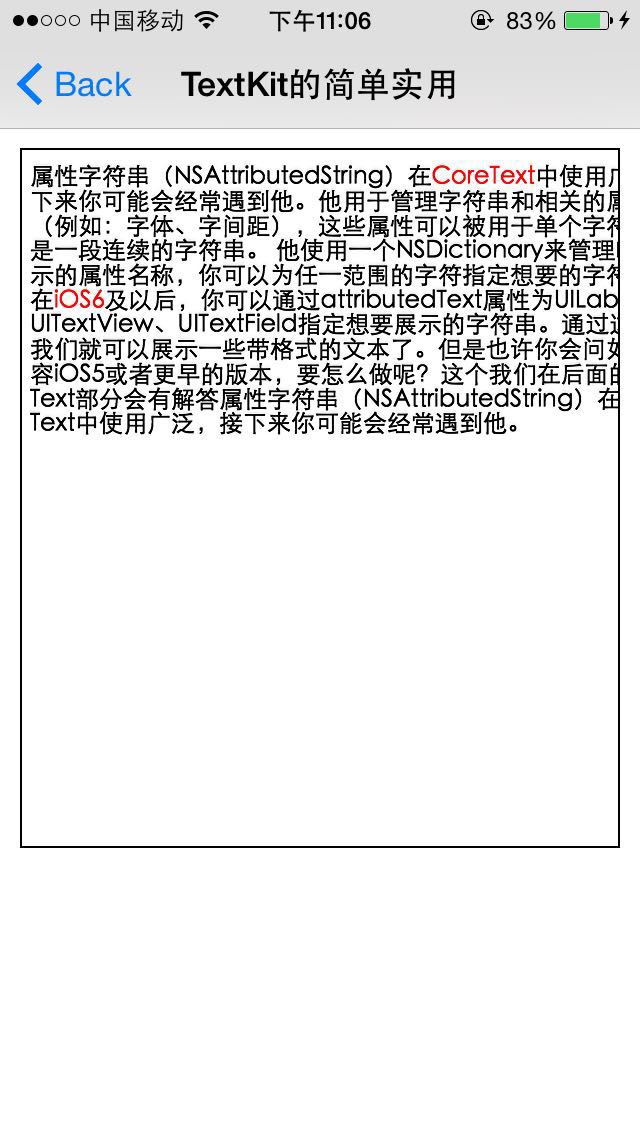 中国移动 下午11:06 83%
Back TextKit的简单实用
属性字符串（NSAttributedString）在CoreText中使用广
下来你可能会经常遇到他。他用于管理字符串和相关的属
（例如：字体、字间距），这些属性可以被用于单个字符
是一段连续的字符串。 他使用一个NSDictionary来管理
示的属性名称，你可以为任一范围的字符指定想要的字符
在iOS6及以后，你可以通过attributedText属性为UILab
UITextView、UITextField指定想要展示的字符串。通过这
我们就可以展示一些带格式的文本了。但是也许你会问如
容iOS5或者更早的版本，要怎么做呢？这个我们在后面的
Text部分会有解答属性字符串（NSAttributedString）在
Text中使用广泛，接下来你可能会经常遇到他。